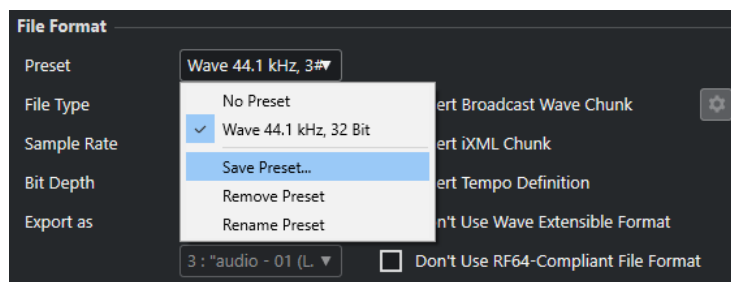 File Format
Preset
Wave 44.1 kHz, 3
File Type
No Preset
ert Broadcast Wave Chunk
Wave 44.1 kHz, 32 Bit
Sample Rate
ert iXML Chunk
Save Preset...
Bit Depth
ert Tempo Definition
Remove Preset
Export as
Rename Preset
n't Use Wave Extensible Format
3 : "audio - 01 (L.
Don't Use RF64-Compliant File Format